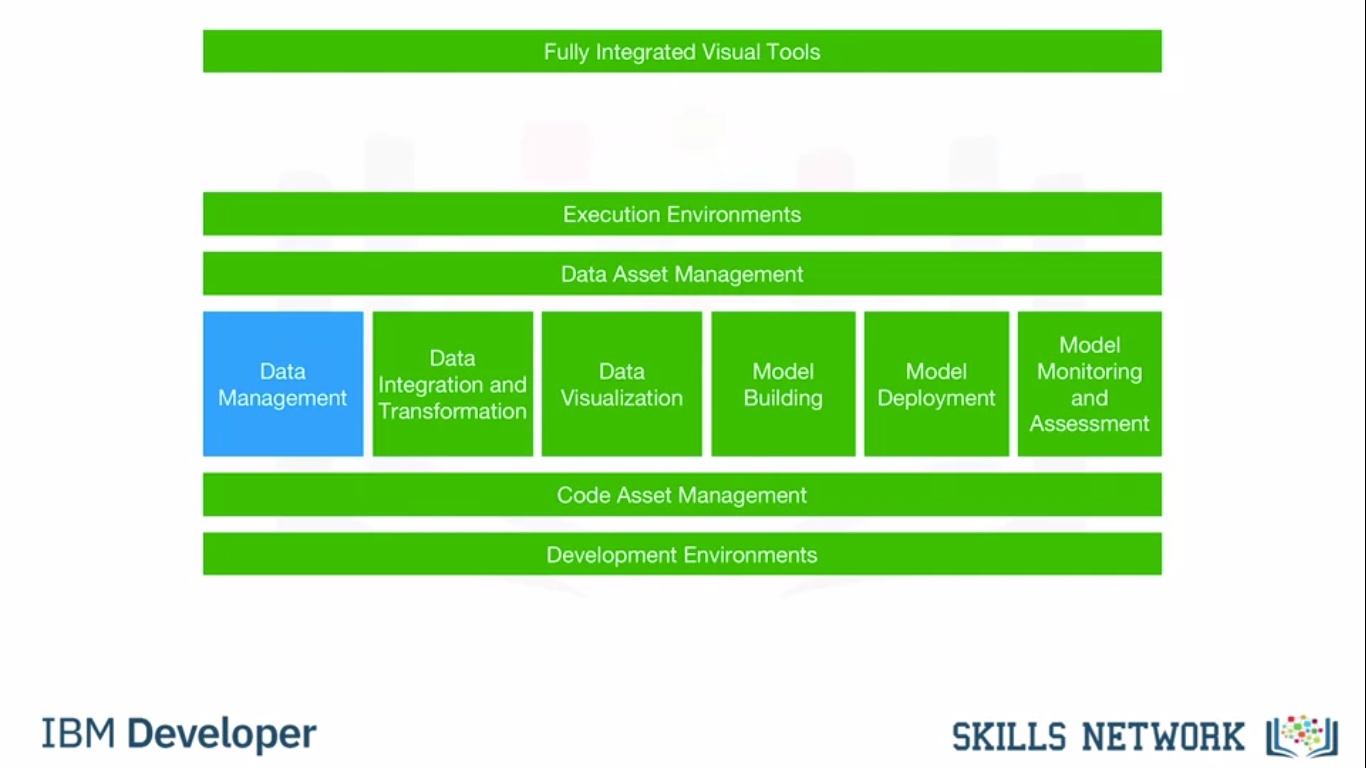 Fully Integrated Visual Tools
Execution Environments
Data Asset Management
Data
Management
Data
Integration and
Transformation
Data
Visualization
Model
Building
Model
Deployment
Model
Monitoring
and
Assessment
Code Asset Management
Development Environments
IBM Developer
SKILLS NETWORK